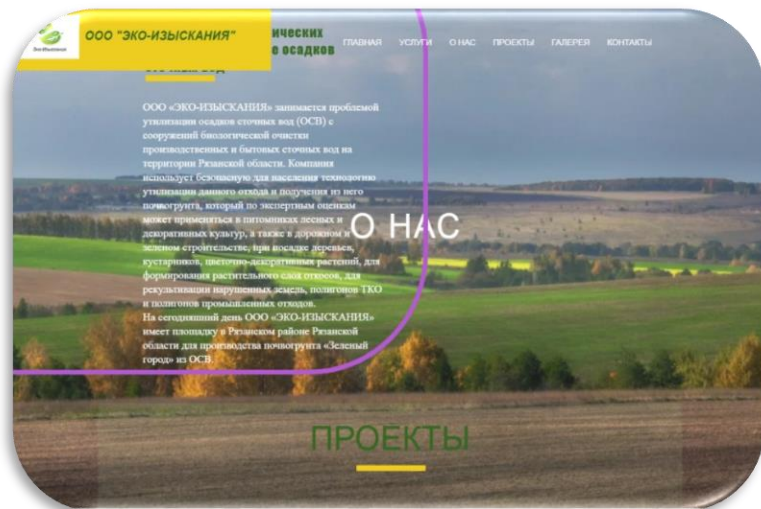 Эко-Изыскания
ООО "ЭКО-ИЗЫСКАНИЯ"
ических
е осадков
ГЛАВНАЯ УСЛУГИ О НАС ПРОЕКТЫ ГАЛЕРЕЯ КОНТАКТЫ
ООО «ЭКО-ИЗЫСКАНИЯ» занимается проблемой
утилизации осадков сточных вод (ОСВ) с
сооружений биологической очистки
производственных и бытовых сточных вод на
территории Рязанской области. Компания
использует безопасную для населения технологию
утилизации данного отхода и получения из него
почвогрунта, который по экспертным оценкам
может применяться в питомниках лесных и
декоративных культур, а также в дорожном и
зеленом строительстве, при посадке деревьев,
кустарников, цветочно-декоративных растений, для
формирования растительного слоя откосов, для
рекультивации нарушенных земель, полигонов ТКО
и полигонов промышленных отходов.
На сегодняшний день ООО «ЭКО-ИЗЫСКАНИЯ»
имеет площадку в Рязанском районе Рязанской
области для производства почвогрунта «Зеленый
город» из ОСВ.
О НАС
ПРОЕКТЫ